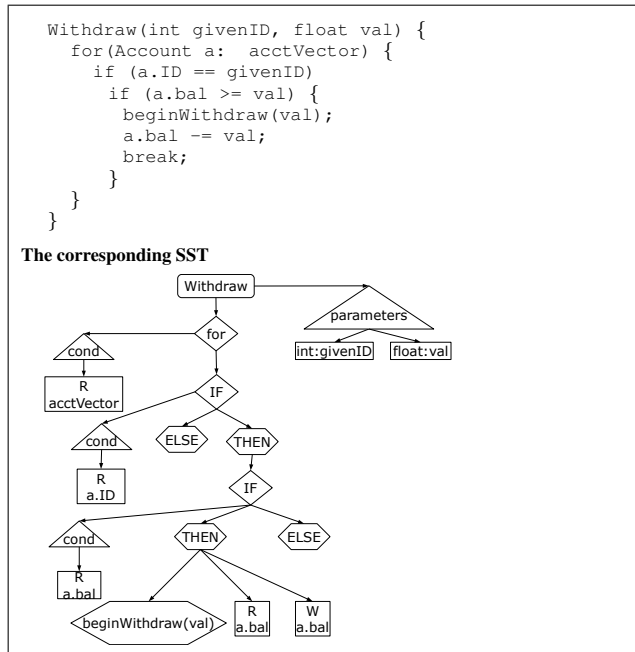 Withdraw(int givenID, float val) {
for(Account a: acctVector) {
if (a.ID == givenID)
if (a.bal >= val) {
beginWithdraw(val);
a.bal -= val;
break;
}
}
}
The corresponding SST
Withdraw
parameters
for
cond
int:givenID float:val
R
acctVector
IF
cond
ELSE THEN
R
a.ID
IF
cond
THEN ELSE
R
a.bal
beginWithdraw(val)
R
a.bal
W
a.bal